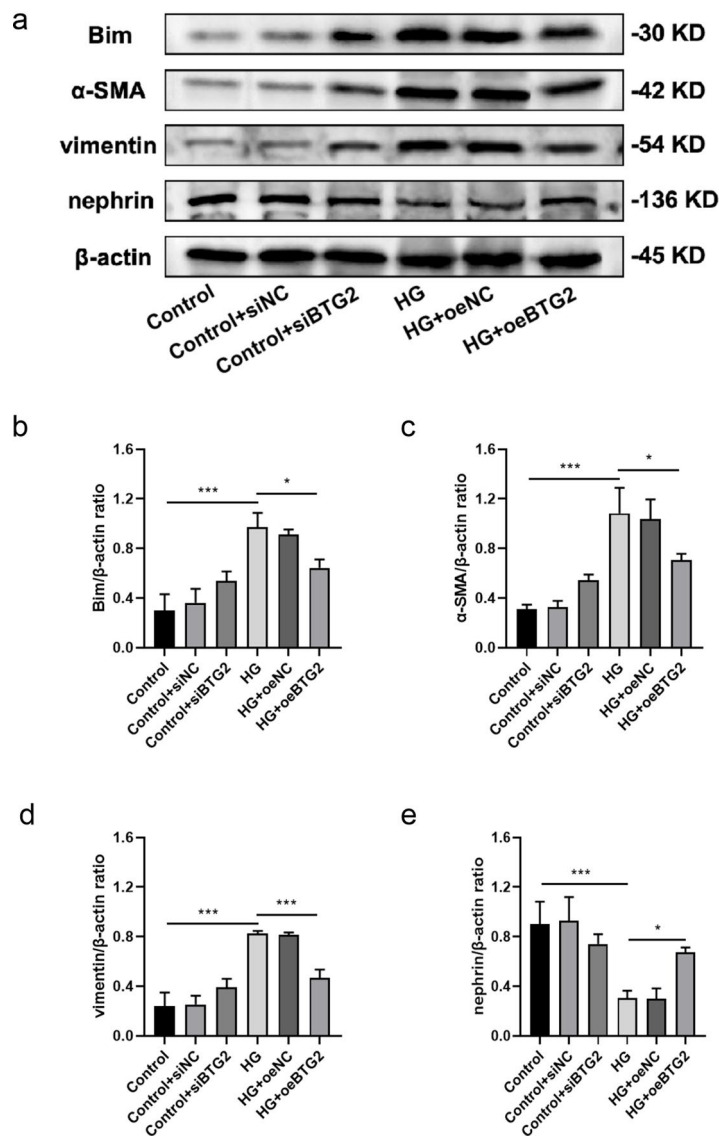 a
Bim
-30 KD
α-SMA
-42 KD
vimentin
-54 KD
nephrin
-136 KD
β-actin
-45 KD
Control
Control+siNC
Control+siBTG2
HG
HG+oeNC
HG+oeBTG2
b
Bim/β-actin ratio
1.6
1.2
0.8
0.4
0.0
***
*
Control
Control+siNC
Control+siBTG2
HG
HG+oeNC
HG+oeBTG2
c
α-SMA/β-actin ratio
1.6
1.2
0.8
0.4
0.0
***
*
Control
Control+siNC
Control+siBTG2
HG
HG+oeNC
HG+oeBTG2
d
vimentin/β-actin ratio
1.6
1.2
0.8
0.4
0.0
***
***
Control
Control+siNC
Control+siBTG2
HG
HG+oeNC
HG+oeBTG2
e
nephrin/β-actin ratio
1.6
1.2
0.8
0.4
0.0
***
*
Control
Control+siNC
Control+siBTG2
HG
HG+oeNC
HG+oeBTG2